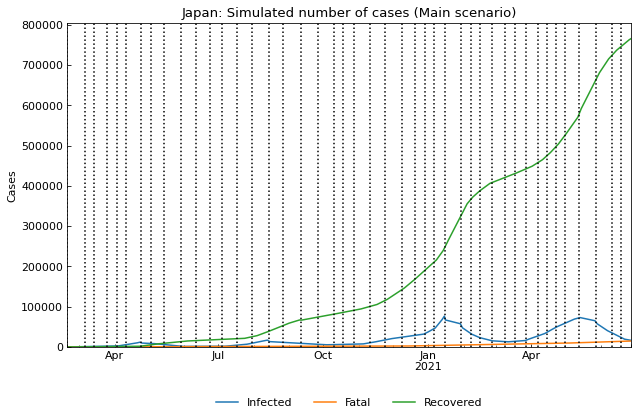 Japan: Simulated number of cases (Main scenario)
800000
700000
600000
500000
400000
300000
200000
100000
0
Cases
Apr
Jul
Oct
Jan
2021
Apr
Infected
Fatal
Recovered